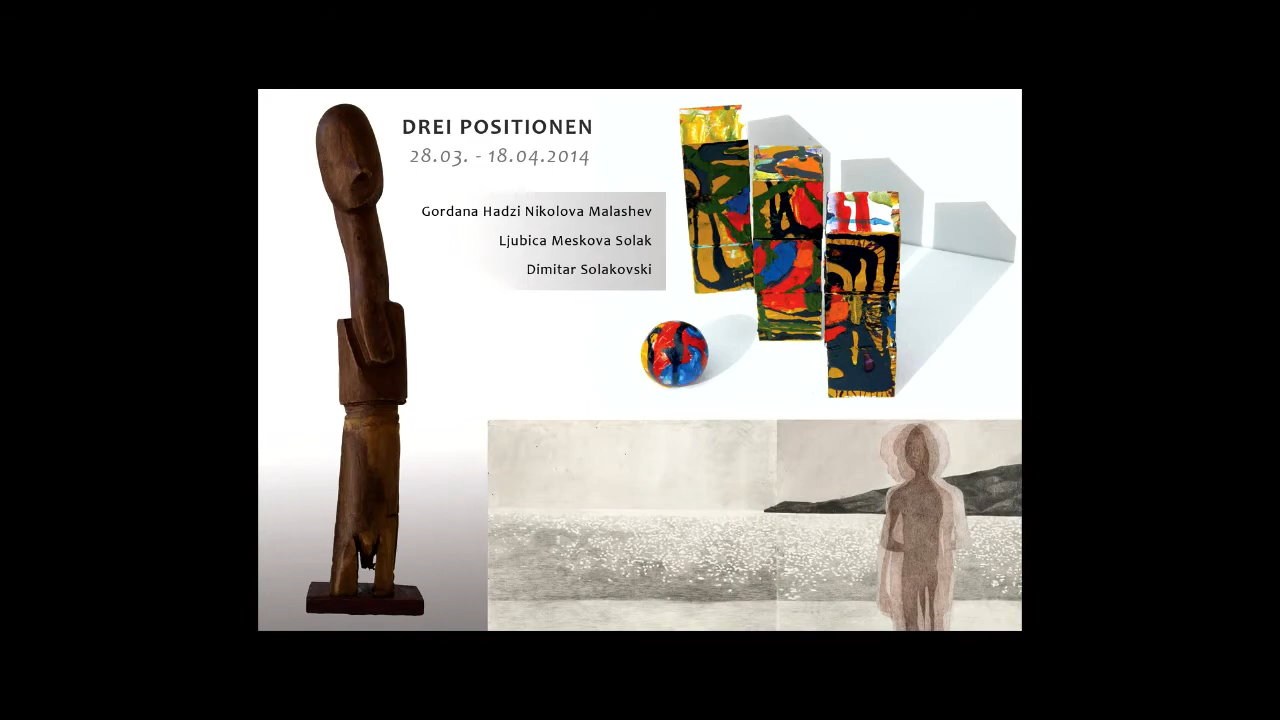 DREI POSITIONEN
28.03. - 18.04.2014
Gordana Hadzi Nikolova Malashev
Ljubica Meskova Solak
Dimitar Solakovski